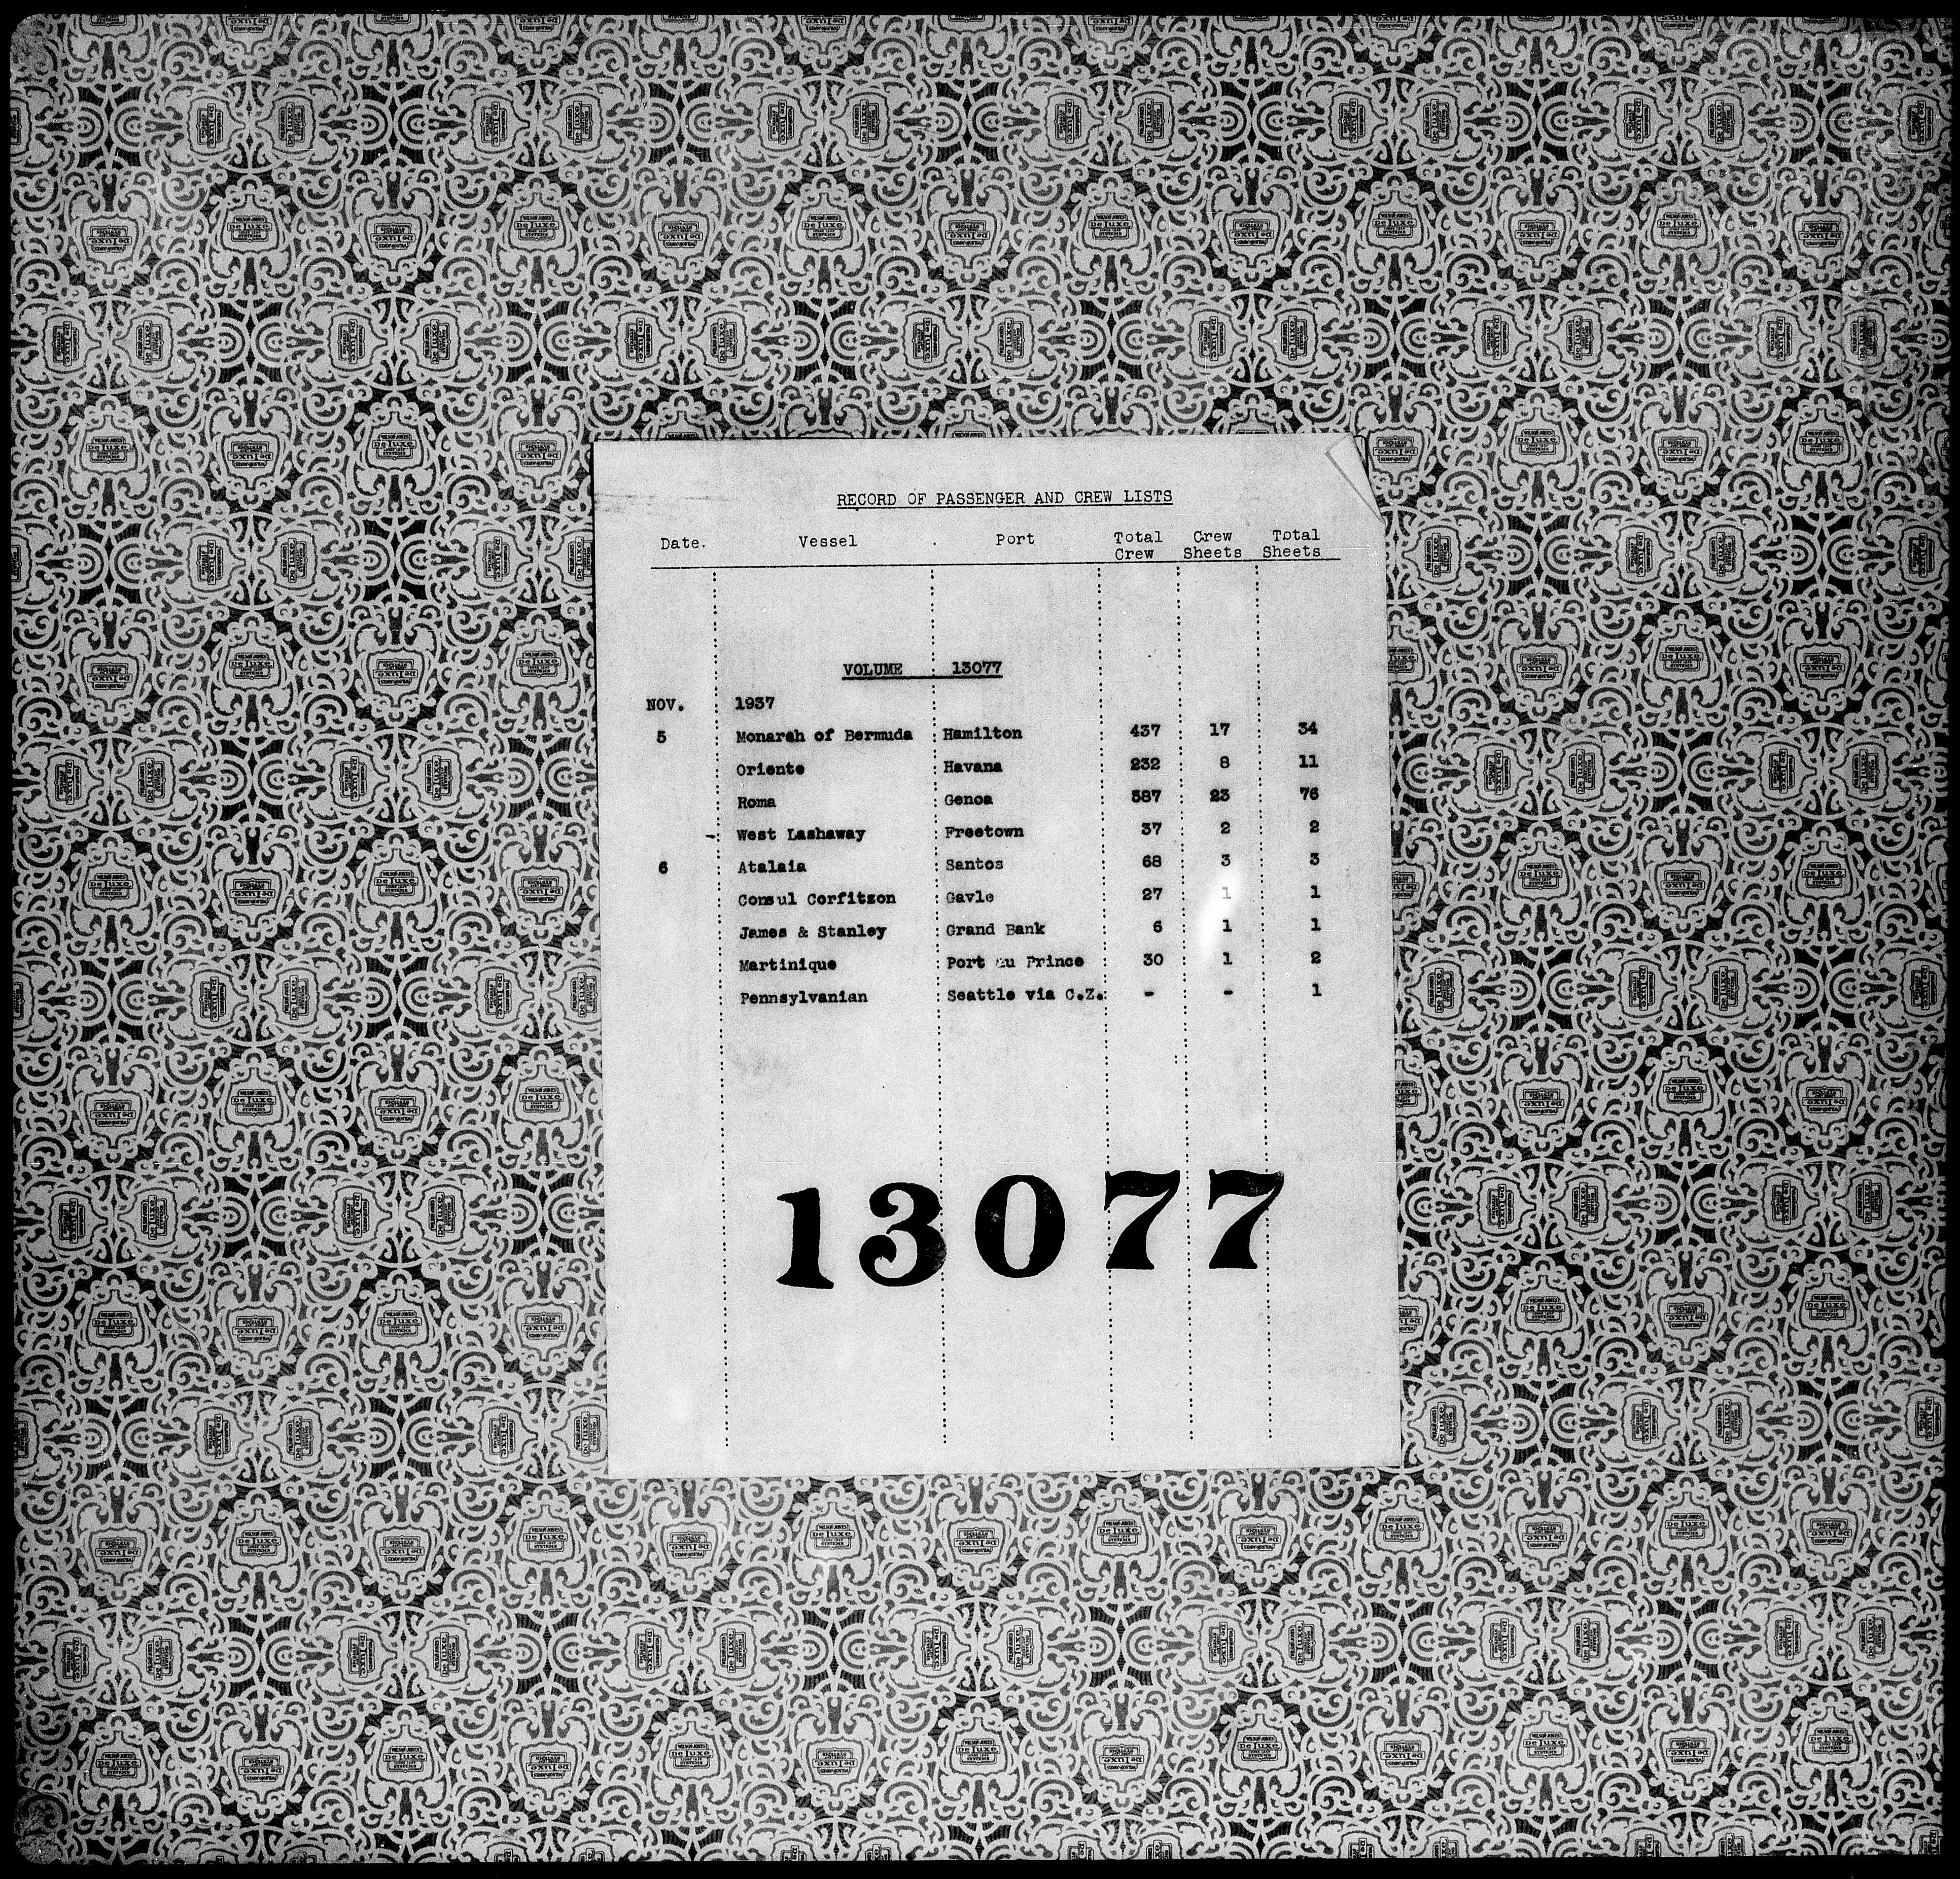 RECORD OF PASSENGER AND CREW LISTS
Date. Vessel Port Total Crew Crew Sheets Total Sheets
VOLUME 13077
NOV. 1937
5 Monarch of Bermuda Hamilton 437 17 34
Oriente Havana 232 8 11
Roma Genoa 587 23 76
West Lashaway Freetown 37 2 2
6 Atalaia Santos 68 3 3
Consul Corfitzon Gavle 27 1 1
James & Stanley Grand Bank 6 1 1
Martinique Port au Prince 30 1 2
Pennsylvanian Seattle via C.Z. - - 1
13077